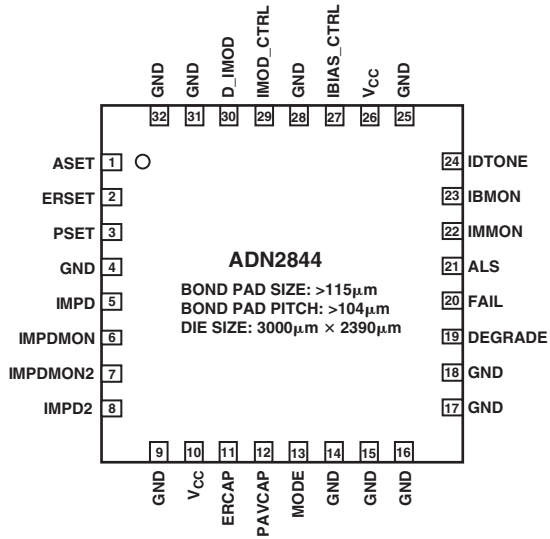 GND
GND
D_IMOD
IMOD_CTRL
GND
IBIAS_CTRL
VCC
GND
32 31 30 29 28 27 26 25
ASET 1
ERSET 2
PSET 3
GND 4
IMPD 5
IMPDMON 6
IMPDMON2 7
IMPD2 8
ADN2844
BOND PAD SIZE: >115μm
BOND PAD PITCH: >104μm
DIE SIZE: 3000μm × 2390μm
24 IDTONE
23 IBMON
22 IMMON
21 ALS
20 FAIL
19 DEGRADE
18 GND
17 GND
9 10 11 12 13 14 15 16
GND
VCC
ERCAP
PAVCAP
MODE
GND
GND
GND